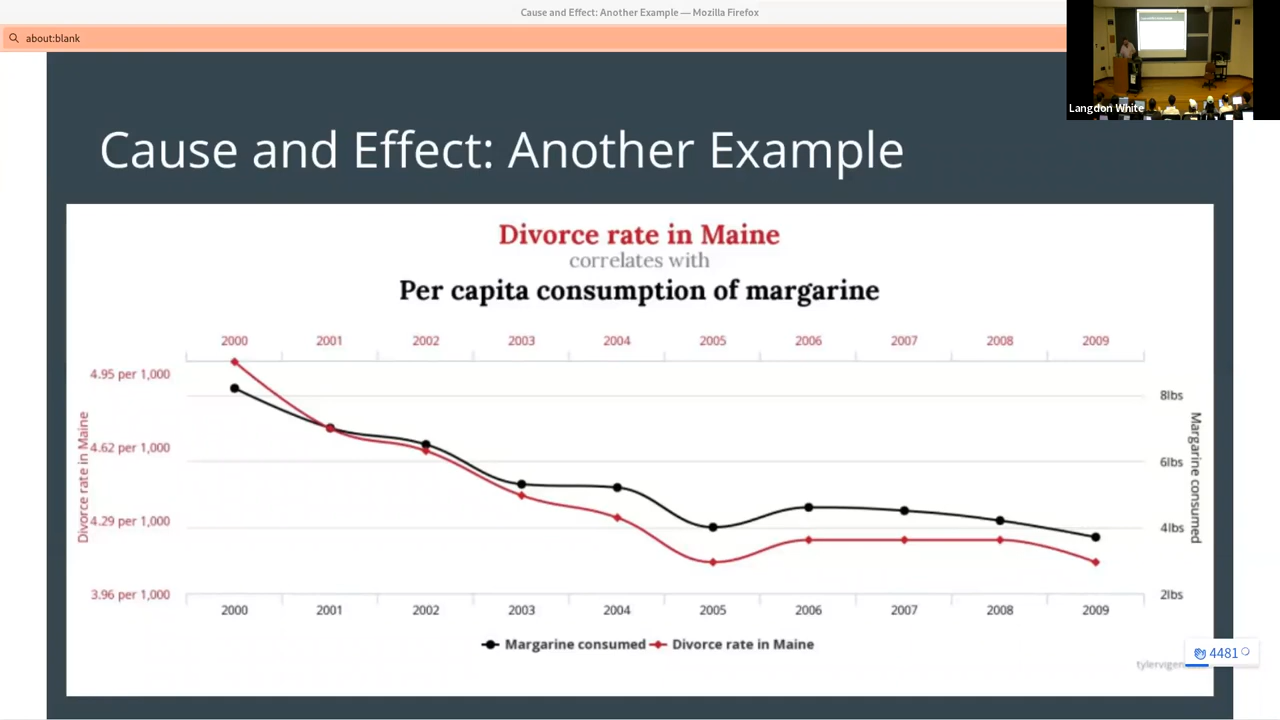 Cause and Effect: Another Example — Mozilla Firefox
about:blank
Langdon White
Cause and Effect: Another Example
Divorce rate in Maine
correlates with
Per capita consumption of margarine
2000 2001 2002 2003 2004 2005 2006 2007 2008 2009
4.95 per 1,000
4.62 per 1,000
4.29 per 1,000
3.96 per 1,000
Divorce rate in Maine
8lbs
6lbs
4lbs
2lbs
Margarine consumed
2000 2001 2002 2003 2004 2005 2006 2007 2008 2009
Margarine consumed Divorce rate in Maine
4481